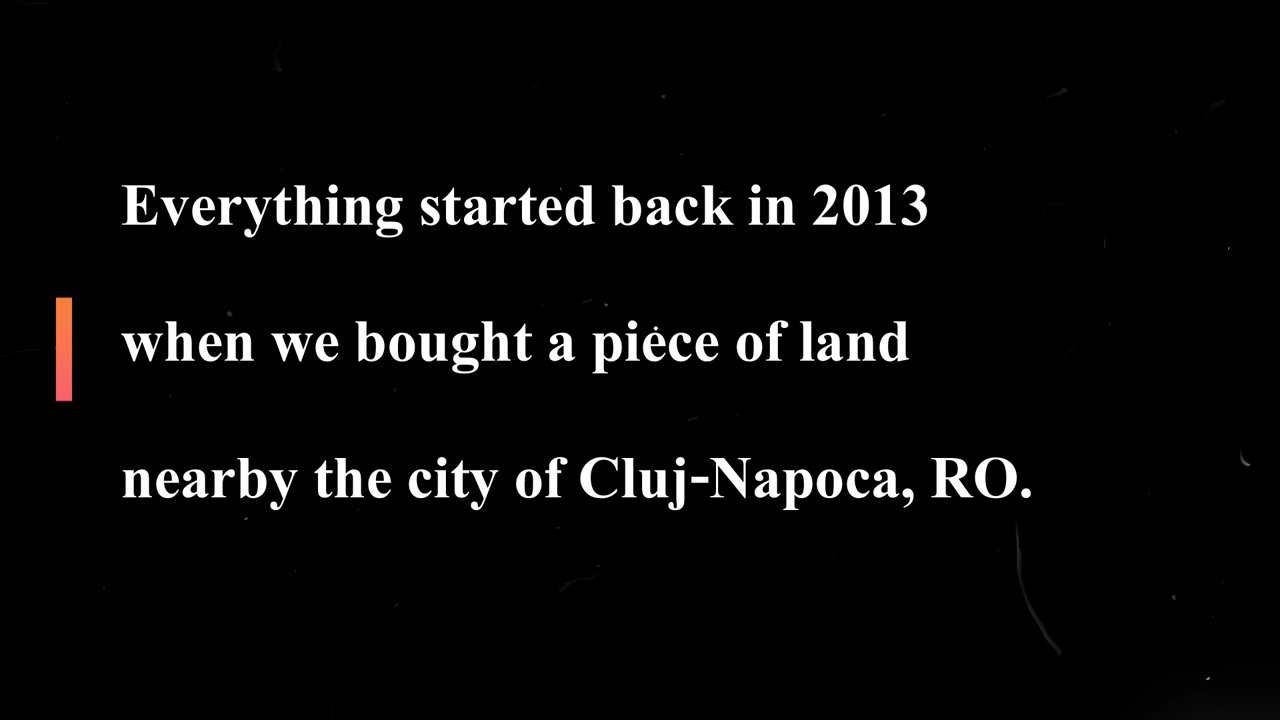 Everything started back in 2013
when we bought a piece of land
nearby the city of Cluj-Napoca, RO.